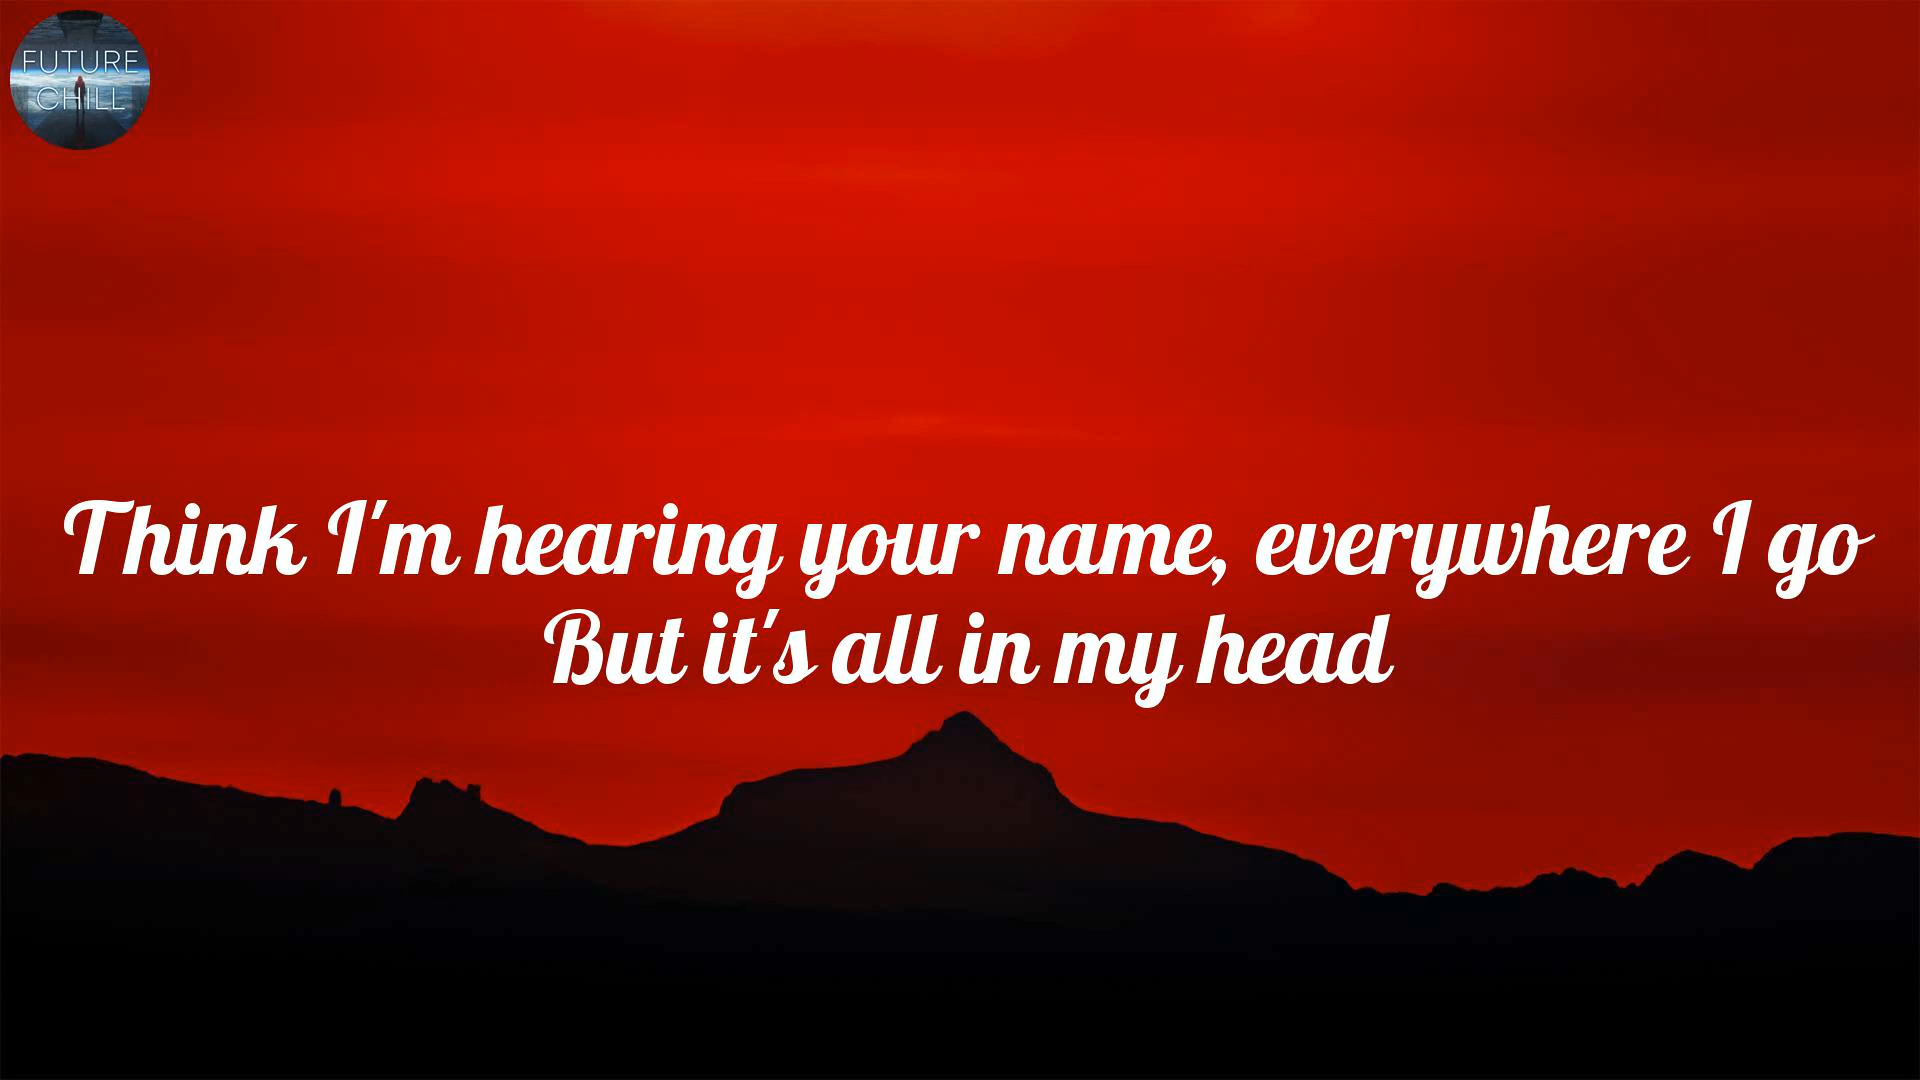 FUTURE
CHILL
Think I'm hearing your name, everywhere I go
But it's all in my head